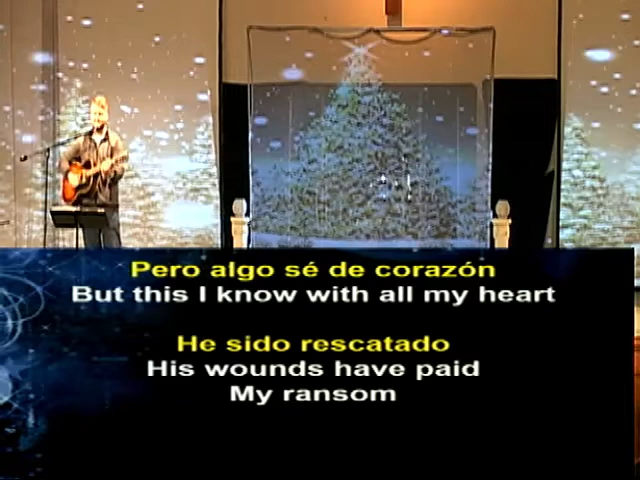 Pero algo sé de corazón
But this I know with all my heart
He sido rescatado
His wounds have paid
My ransom